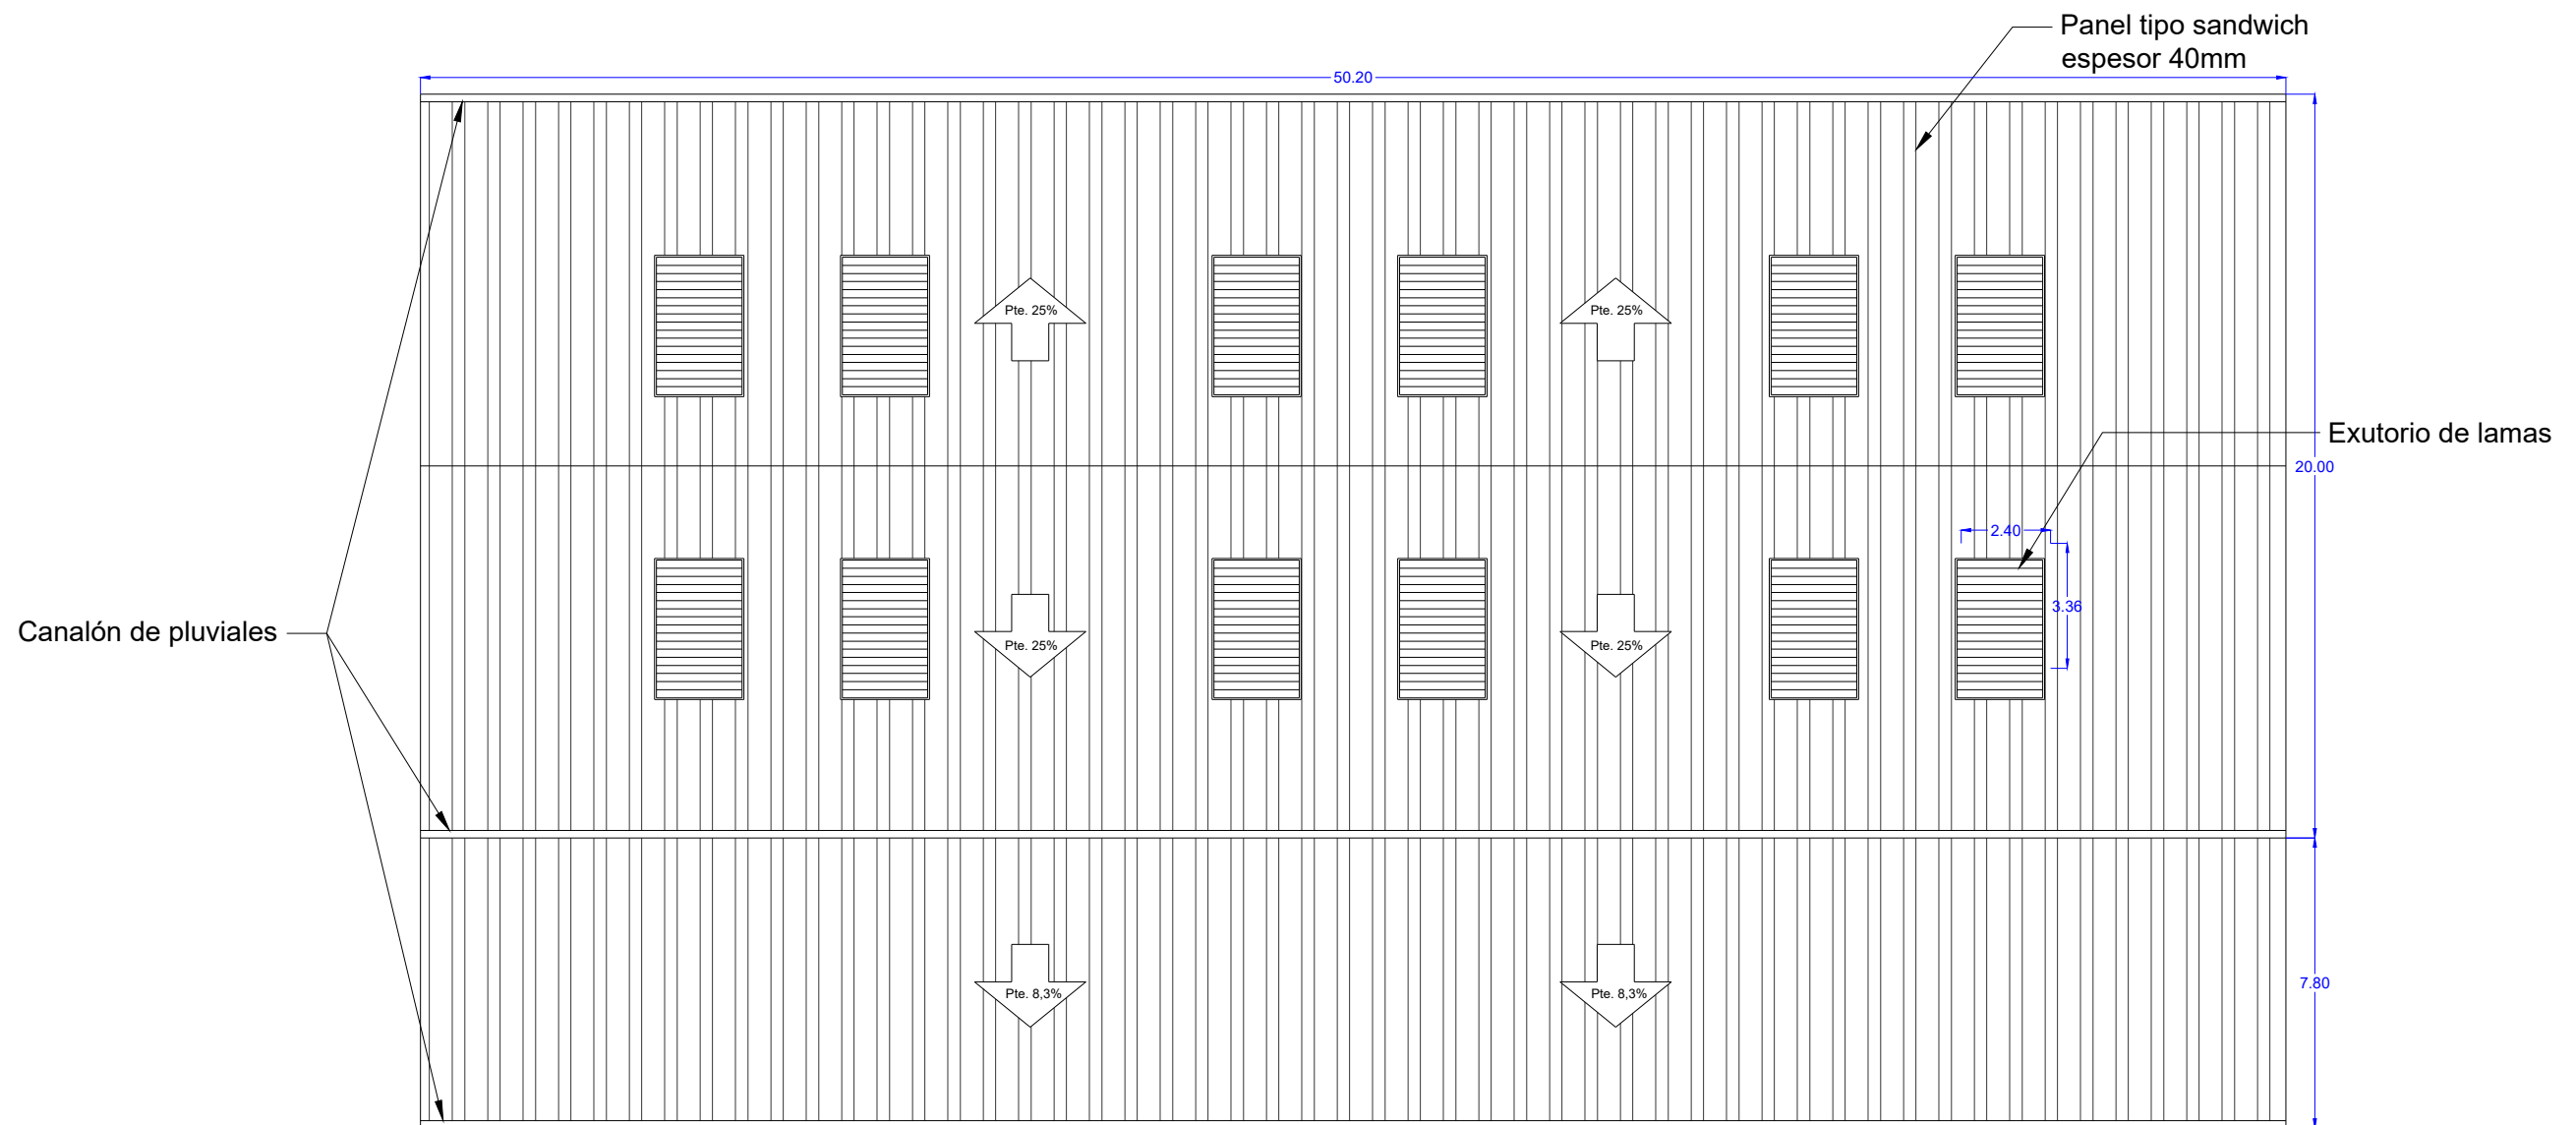 Panel tipo sandwich
espesor 40mm
50.20
Pte. 25%
Pte. 25%
Exutorio de lamas
20.00
2.40
3.36
Canalón de pluviales
Pte. 25%
Pte. 25%
7.80
Pte. 8,3%
Pte. 8,3%